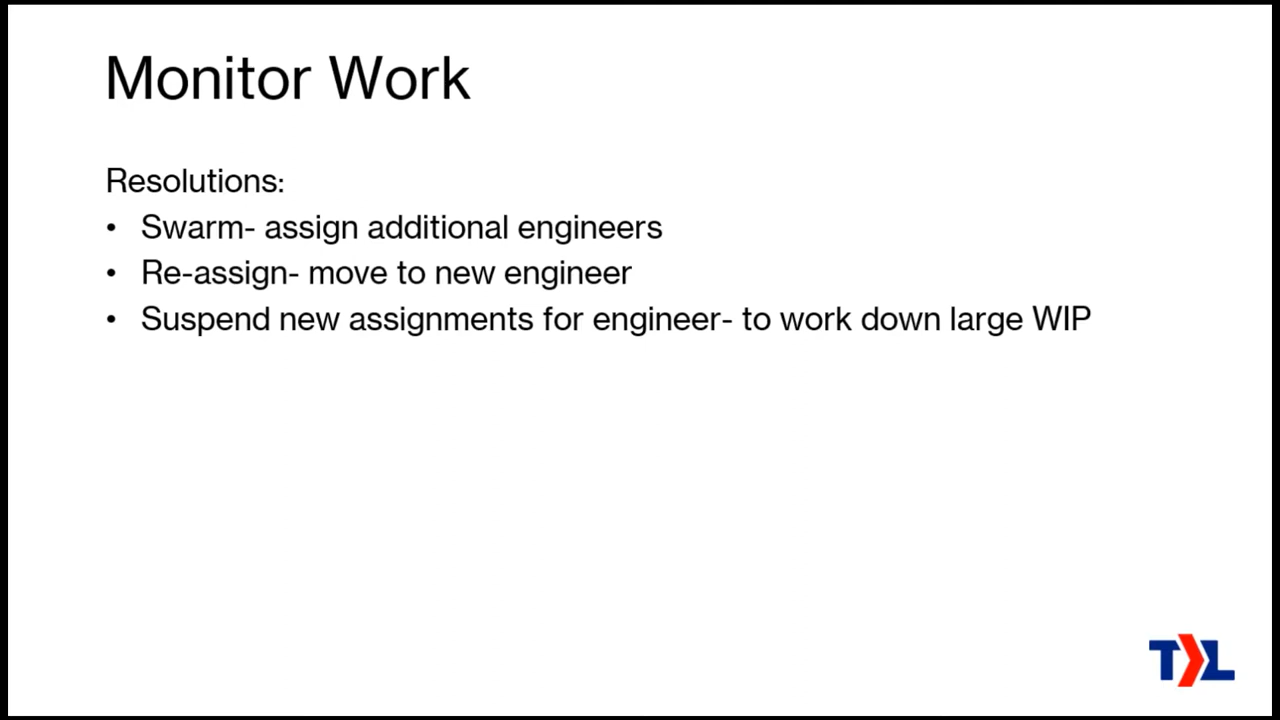 Monitor Work
Resolutions:
• Swarm- assign additional engineers
• Re-assign- move to new engineer
• Suspend new assignments for engineer- to work down large WIP
T›L